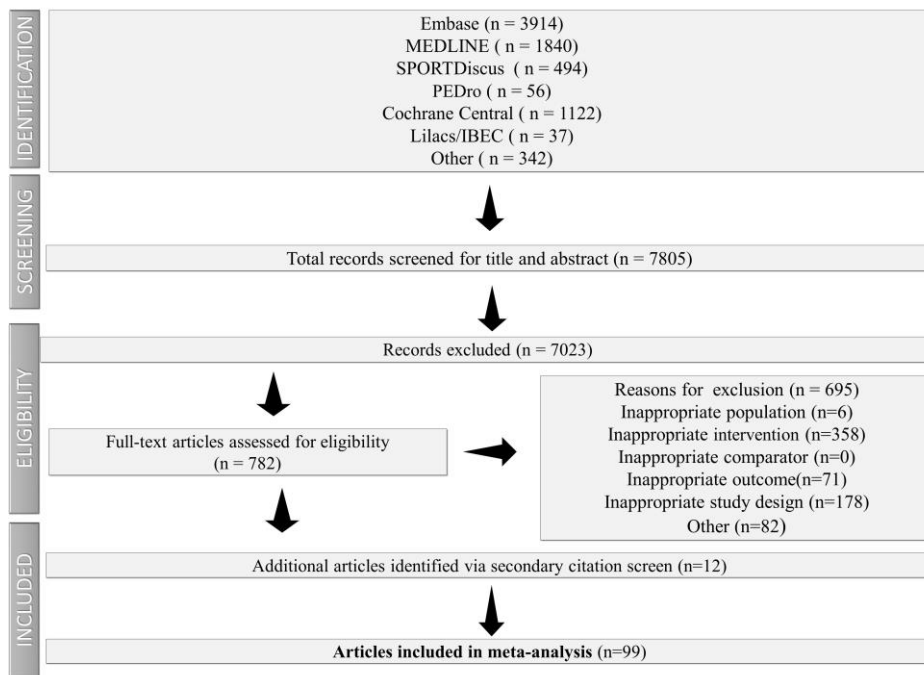 IDENTIFICATION
Embase (n = 3914)
MEDLINE ( n = 1840)
SPORTDiscus ( n = 494)
PEDro ( n = 56)
Cochrane Central ( n = 1122)
Lilacs/IBEC ( n = 37)
Other ( n = 342)
SCREENING
Total records screened for title and abstract (n = 7805)
ELIGIBILITY
Records excluded (n = 7023)
Full-text articles assessed for eligibility
(n = 782)
Reasons for exclusion (n = 695)
Inappropriate population (n=6)
Inappropriate intervention (n=358)
Inappropriate comparator (n=0)
Inappropriate outcome(n=71)
Inappropriate study design (n=178)
Other (n=82)
INCLUDED
Additional articles identified via secondary citation screen (n=12)
Articles included in meta-analysis (n=99)